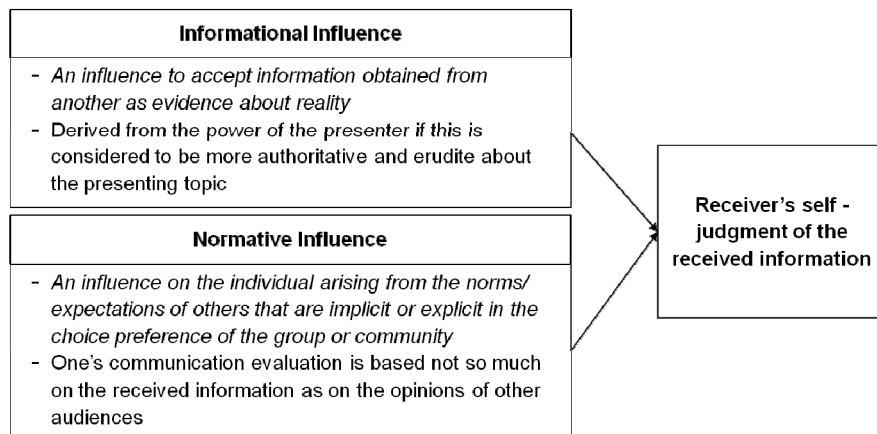 Informational Influence
- An influence to accept information obtained from
another as evidence about reality
- Derived from the power of the presenter if this is
considered to be more authoritative and erudite about
the presenting topic
Normative Influence
- An influence on the individual arising from the norms/
expectations of others that are implicit or explicit in the
choice preference of the group or community
- One's communication evaluation is based not so much
on the received information as on the opinions of other
audiences
Receiver's self -
judgment of the
received information